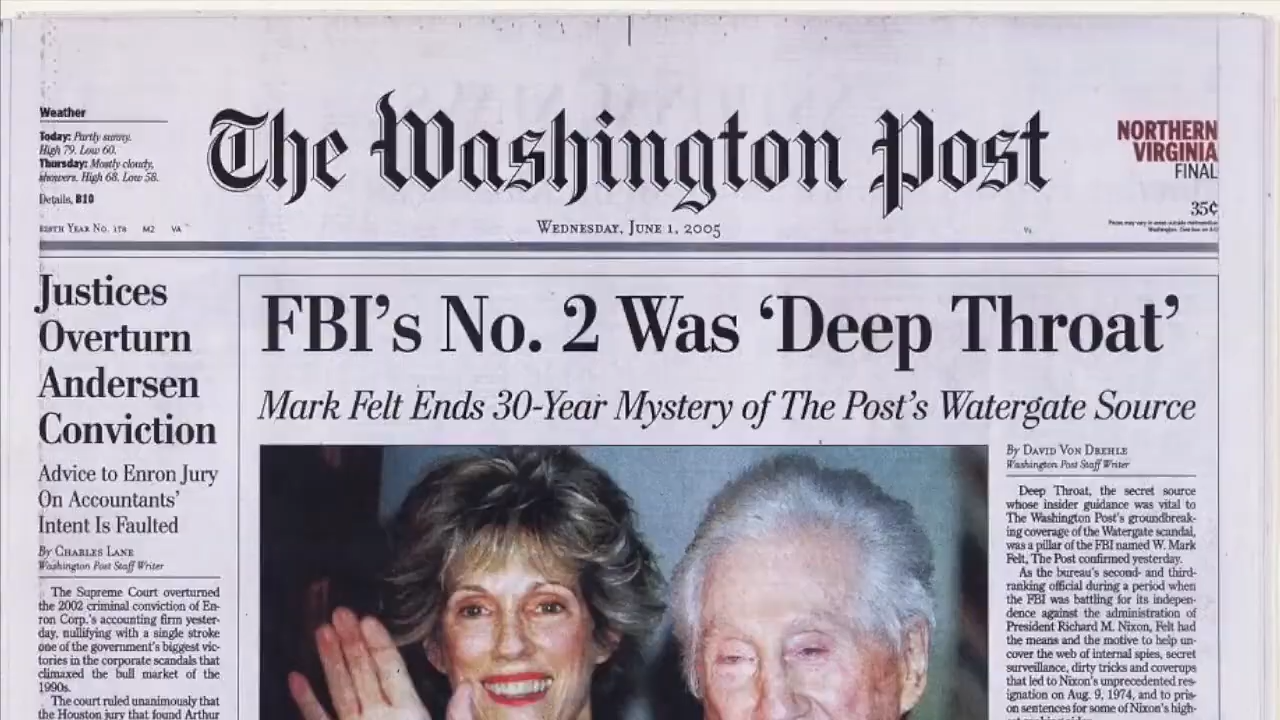 Weather
Today: Partly sunny.
High 79. Low 60.
Thursday: Mostly cloudy,
showers. High 68. Low 58.
Details, B10
The Washington Post
NORTHERN
VIRGINIA
FINAL
35¢
128TH YEAR No. 178 M2 VA
WEDNESDAY, JUNE 1, 2005
Justices
Overturn
Andersen
Conviction
Advice to Enron Jury
On Accountants'
Intent Is Faulted
By CHARLES LANE
Washington Post Staff Writer
The Supreme Court overturned
the 2002 criminal conviction of En-
ron Corp.'s accounting firm yester-
day, nullifying with a single stroke
one of the government's biggest vic-
tories in the corporate scandals that
climaxed the bull market of the
1990s.
The court ruled unanimously that
the Houston jury that found Arthur
FBI's No. 2 Was 'Deep Throat'
Mark Felt Ends 30-Year Mystery of The Post's Watergate Source
By DAVID VON DREHLE
Washington Post Staff Writer
Deep Throat, the secret source
whose insider guidance was vital to
The Washington Post's groundbreak-
ing coverage of the Watergate scandal,
was a pillar of the FBI named W. Mark
Felt, The Post confirmed yesterday.
As the bureau's second- and third-
ranking official during a period when
the FBI was battling for its indepen-
dence against the administration of
President Richard M. Nixon, Felt had
the means and the motive to help un-
cover the web of internal spies, secret
surveillance, dirty tricks and coverups
that led to Nixon's unprecedented res-
ignation on Aug. 9, 1974, and to pris-
on sentences for some of Nixon's high-